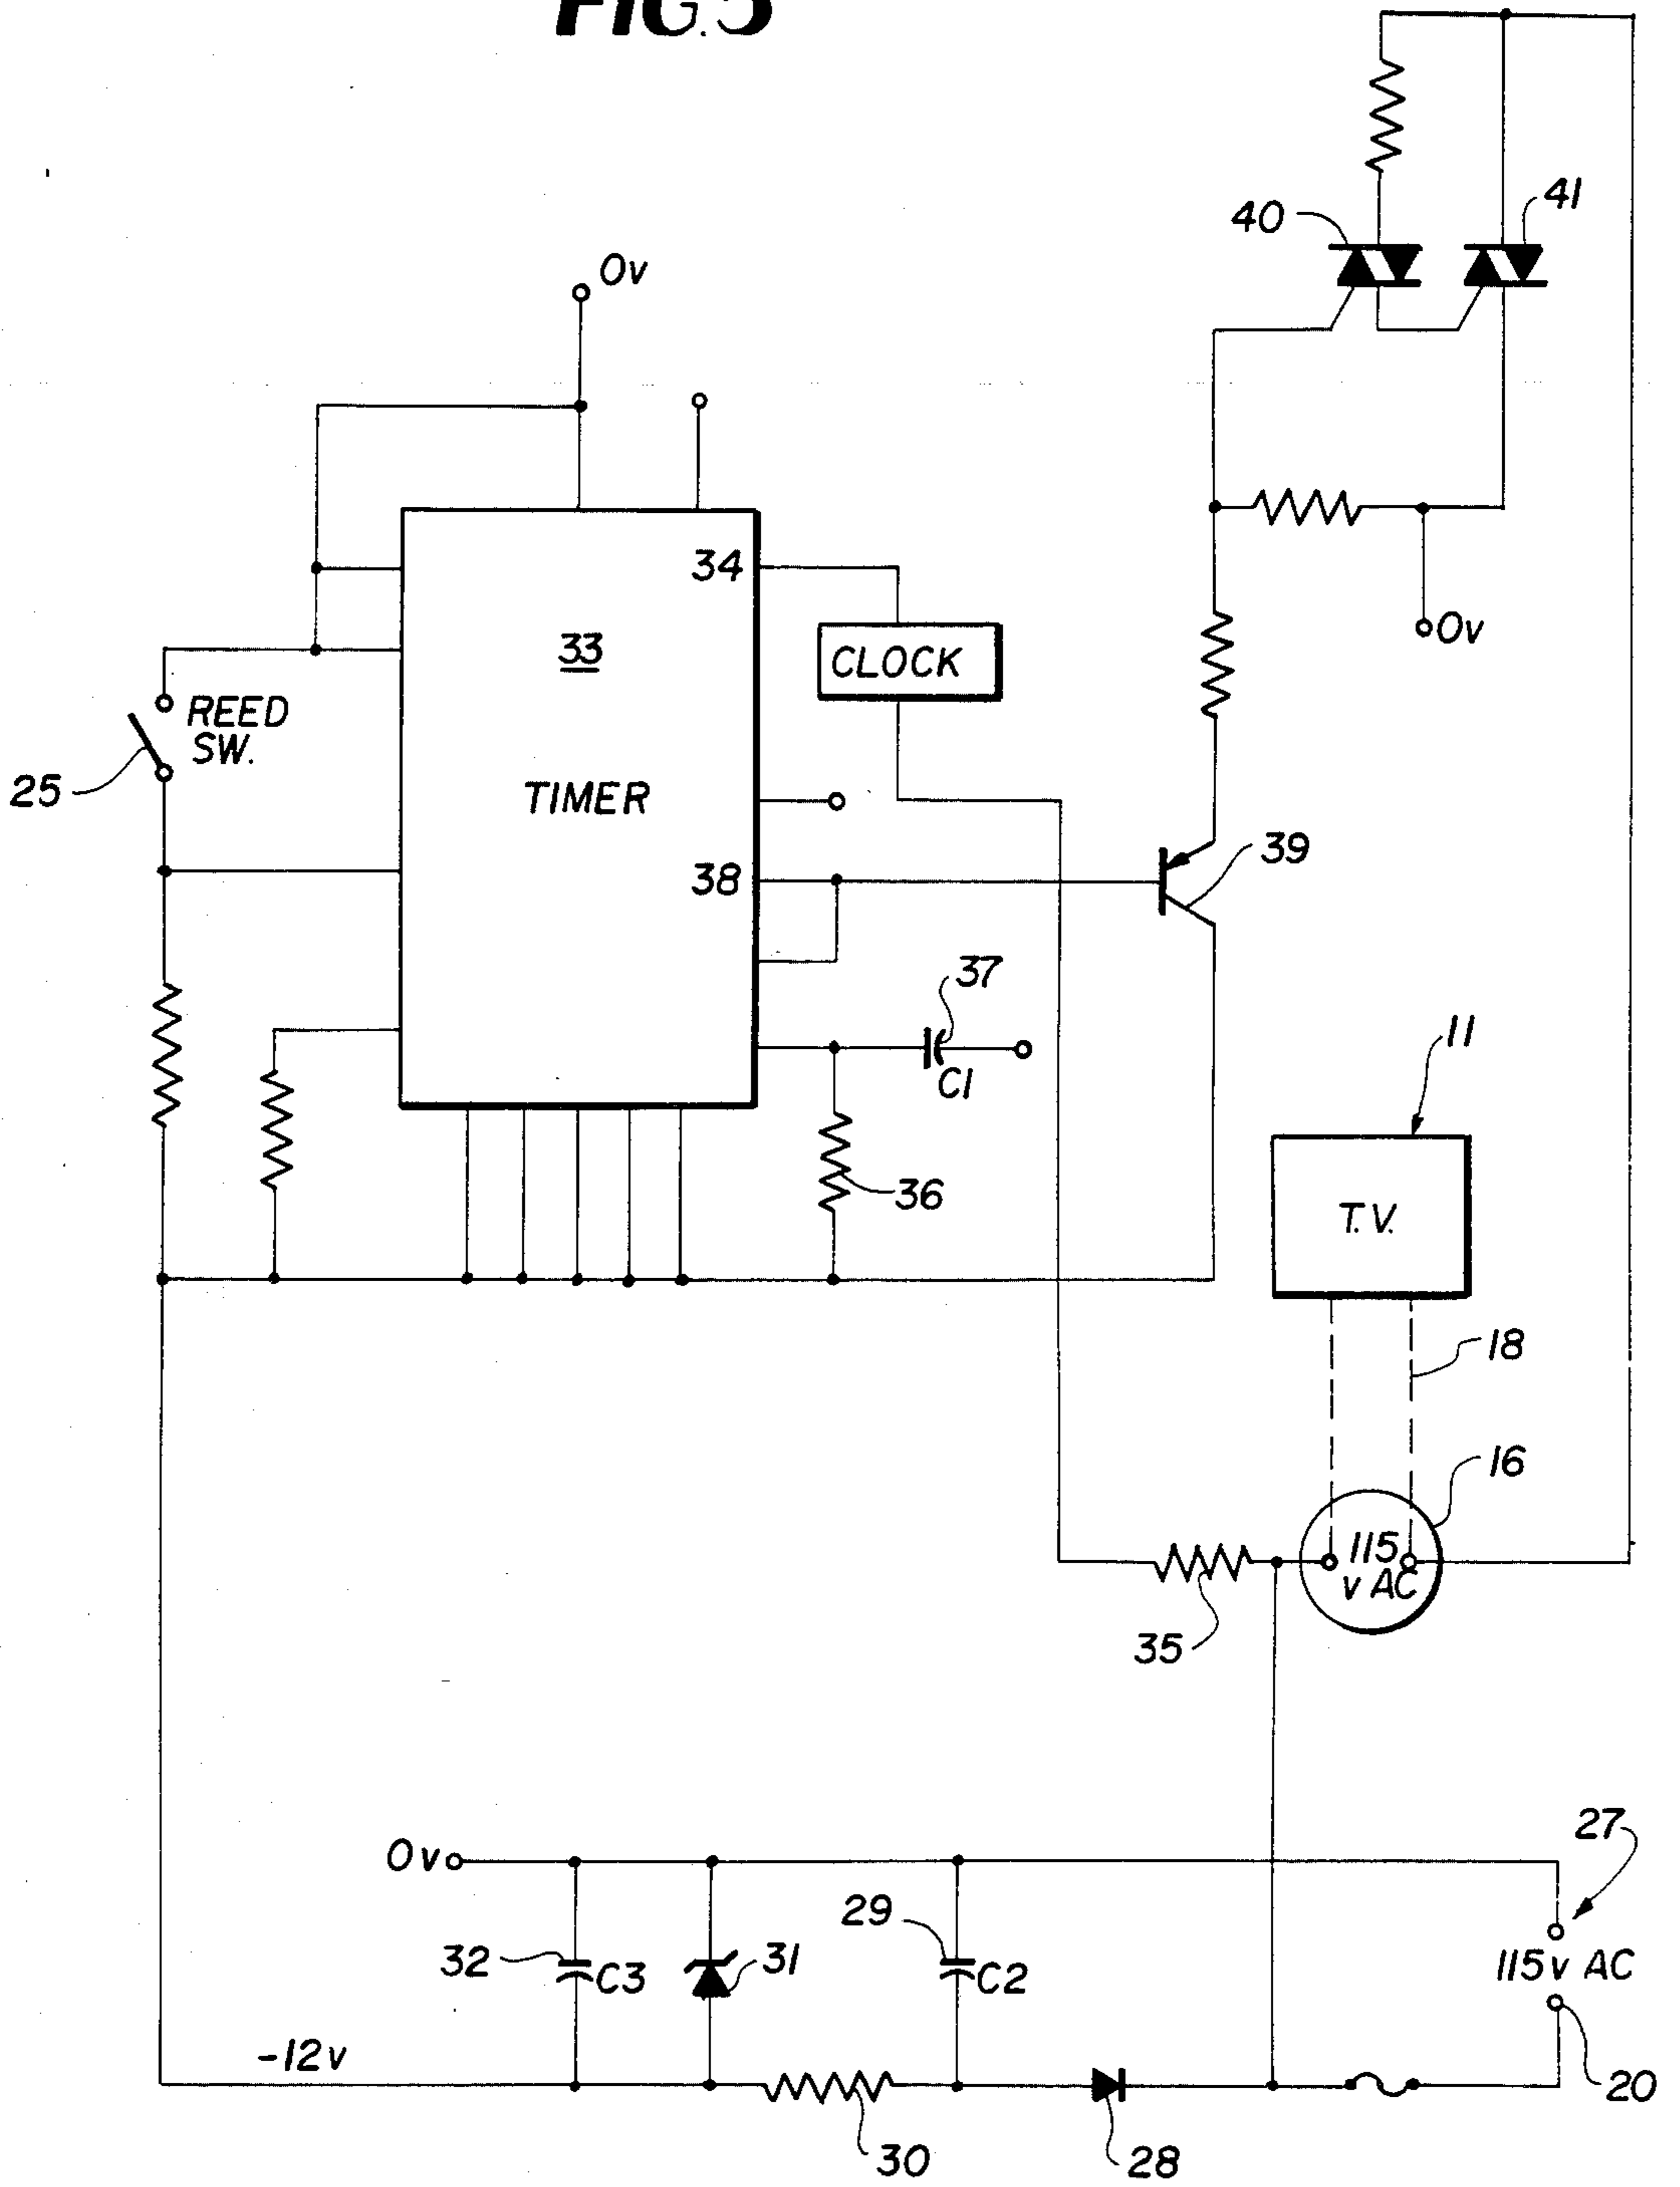 FIG. 5
40
41
0v
34
33
CLOCK
0v
REED
SW.
25
TIMER
38
39
37
C1
11
36
T.V.
18
16
115
v AC
35
27
0v
29
32
C3
31
C2
115v AC
-12v
20
30
28